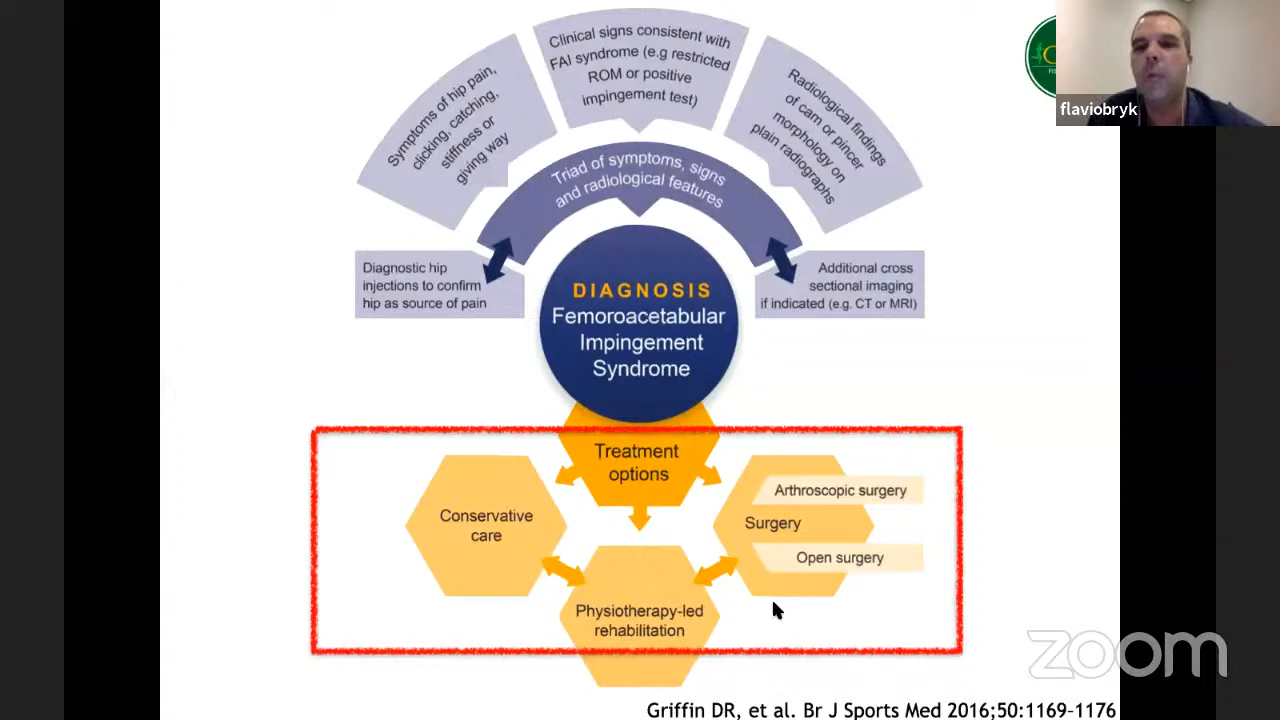 Symptoms of hip pain,
clicking, catching,
stiffness or
giving way
Clinical signs consistent with
FAI syndrome (e.g restricted
ROM or positive
impingement test)
Radiological findings
of cam or pincer
morphology on
plain radiographs
flaviobryk
Triad of symptoms, signs
and radiological features
Diagnostic hip
injections to confirm
hip as source of pain
Additional cross
sectional imaging
if indicated (e.g. CT or MRI)
DIAGNOSIS
Femoroacetabular
Impingement
Syndrome
Treatment
options
Conservative
care
Arthroscopic surgery
Surgery
Open surgery
Physiotherapy-led
rehabilitation
zoom
Griffin DR, et al. Br J Sports Med 2016;50:1169-1176